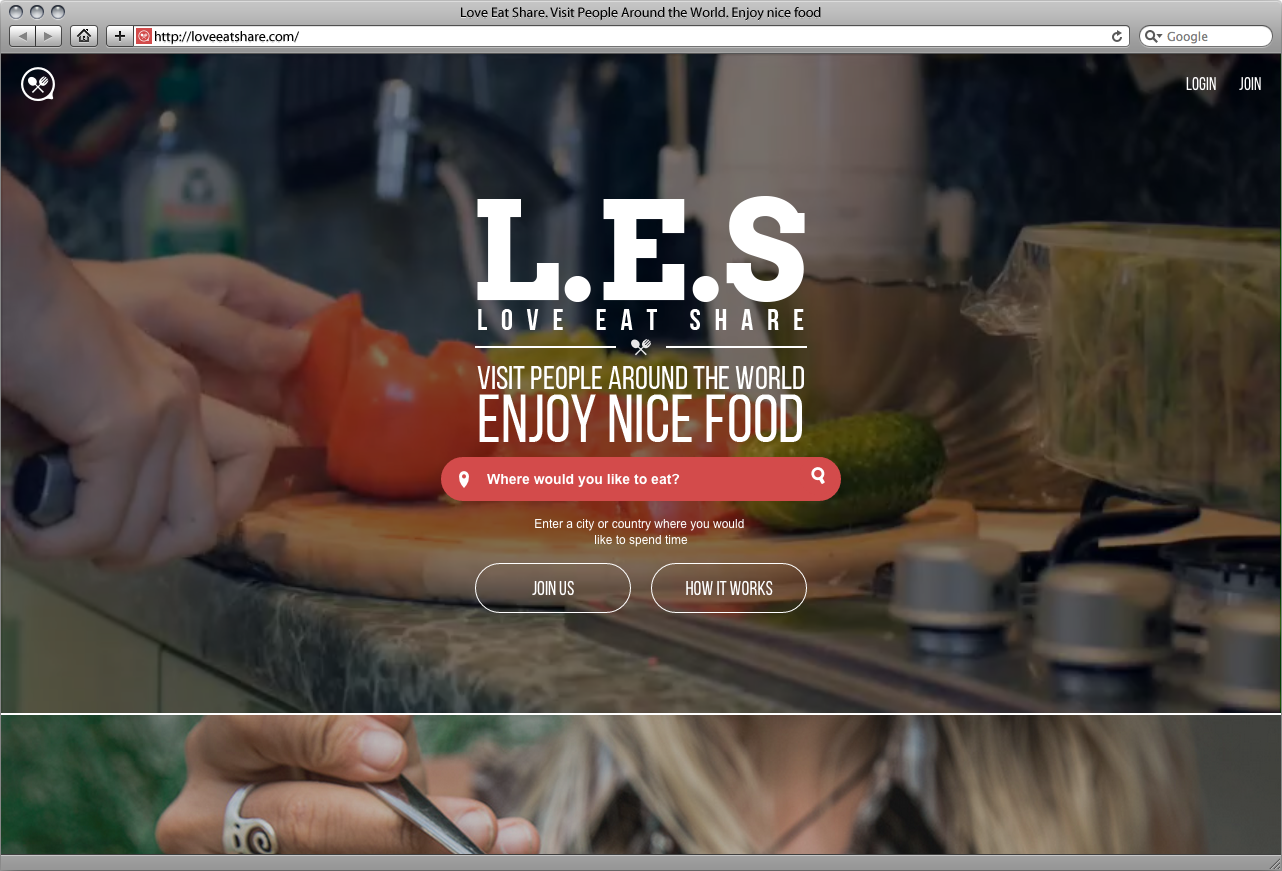 Love Eat Share. Visit People Around the World. Enjoy nice food
http://loveeatshare.com/
Google
LOGIN JOIN
L.E.S
LOVE EAT SHARE
VISIT PEOPLE AROUND THE WORLD
ENJOY NICE FOOD
Where would you like to eat?
Enter a city or country where you would
like to spend time
JOIN US
HOW IT WORKS